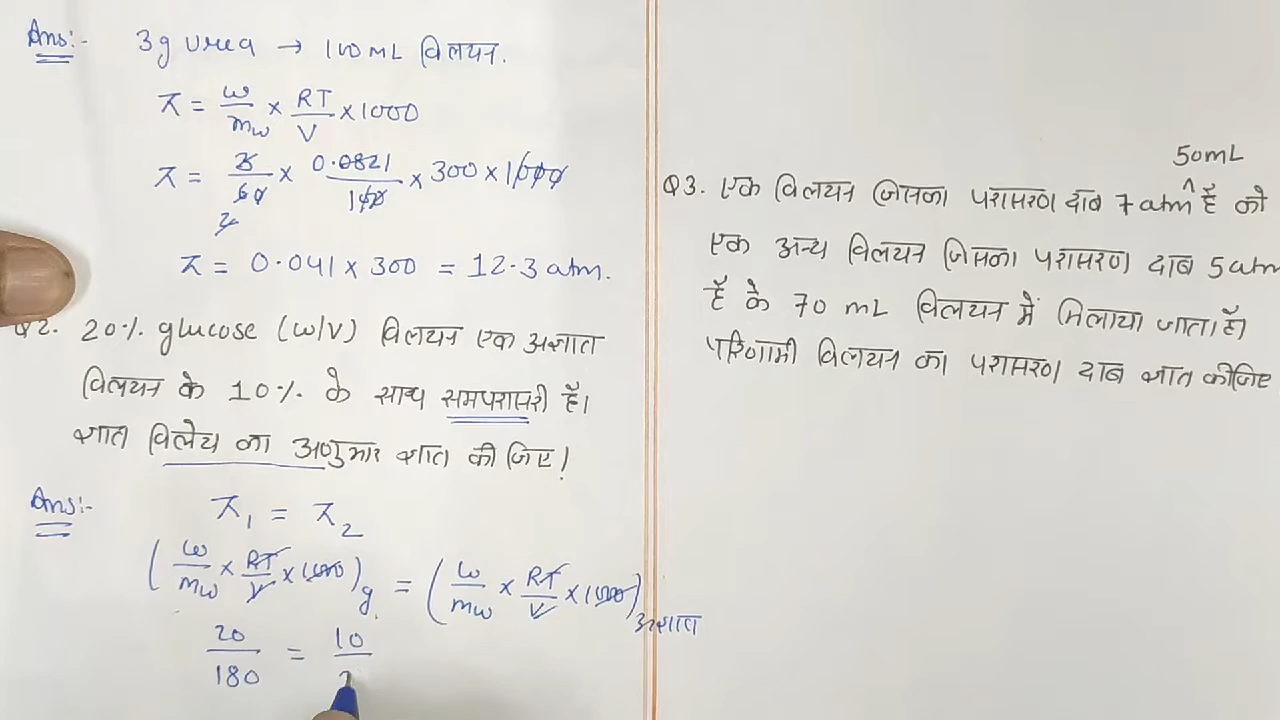 Ans:- 3g urea → 100 mL विलयन.
π = w/mw × RT/V × 1000
π = 3/60 × 0.0821/100 × 300 × 1000
2
π = 0.041 × 300 = 12.3 atm.
Q2. 20% glucose (w/v) विलयन एक अज्ञात
विलयन के 10% के साथ समपरासरी है।
ज्ञात विलेय का अणुभार ज्ञात कीजिए!
Ans:- π1 = π2
(w/mw × RT/V × 1000)g = (w/mw × RT/V × 1000)अज्ञात
20/180 = 10/
50mL
Q3. एक विलयन जिसका परासरण दाब 7 atm ^ है को
एक अन्य विलयन जिसका परासरण दाब 5 atm
है के 70 mL विलयन में मिलाया जाता है।
परिणामी विलयन का परासरण दाब ज्ञात कीजिए